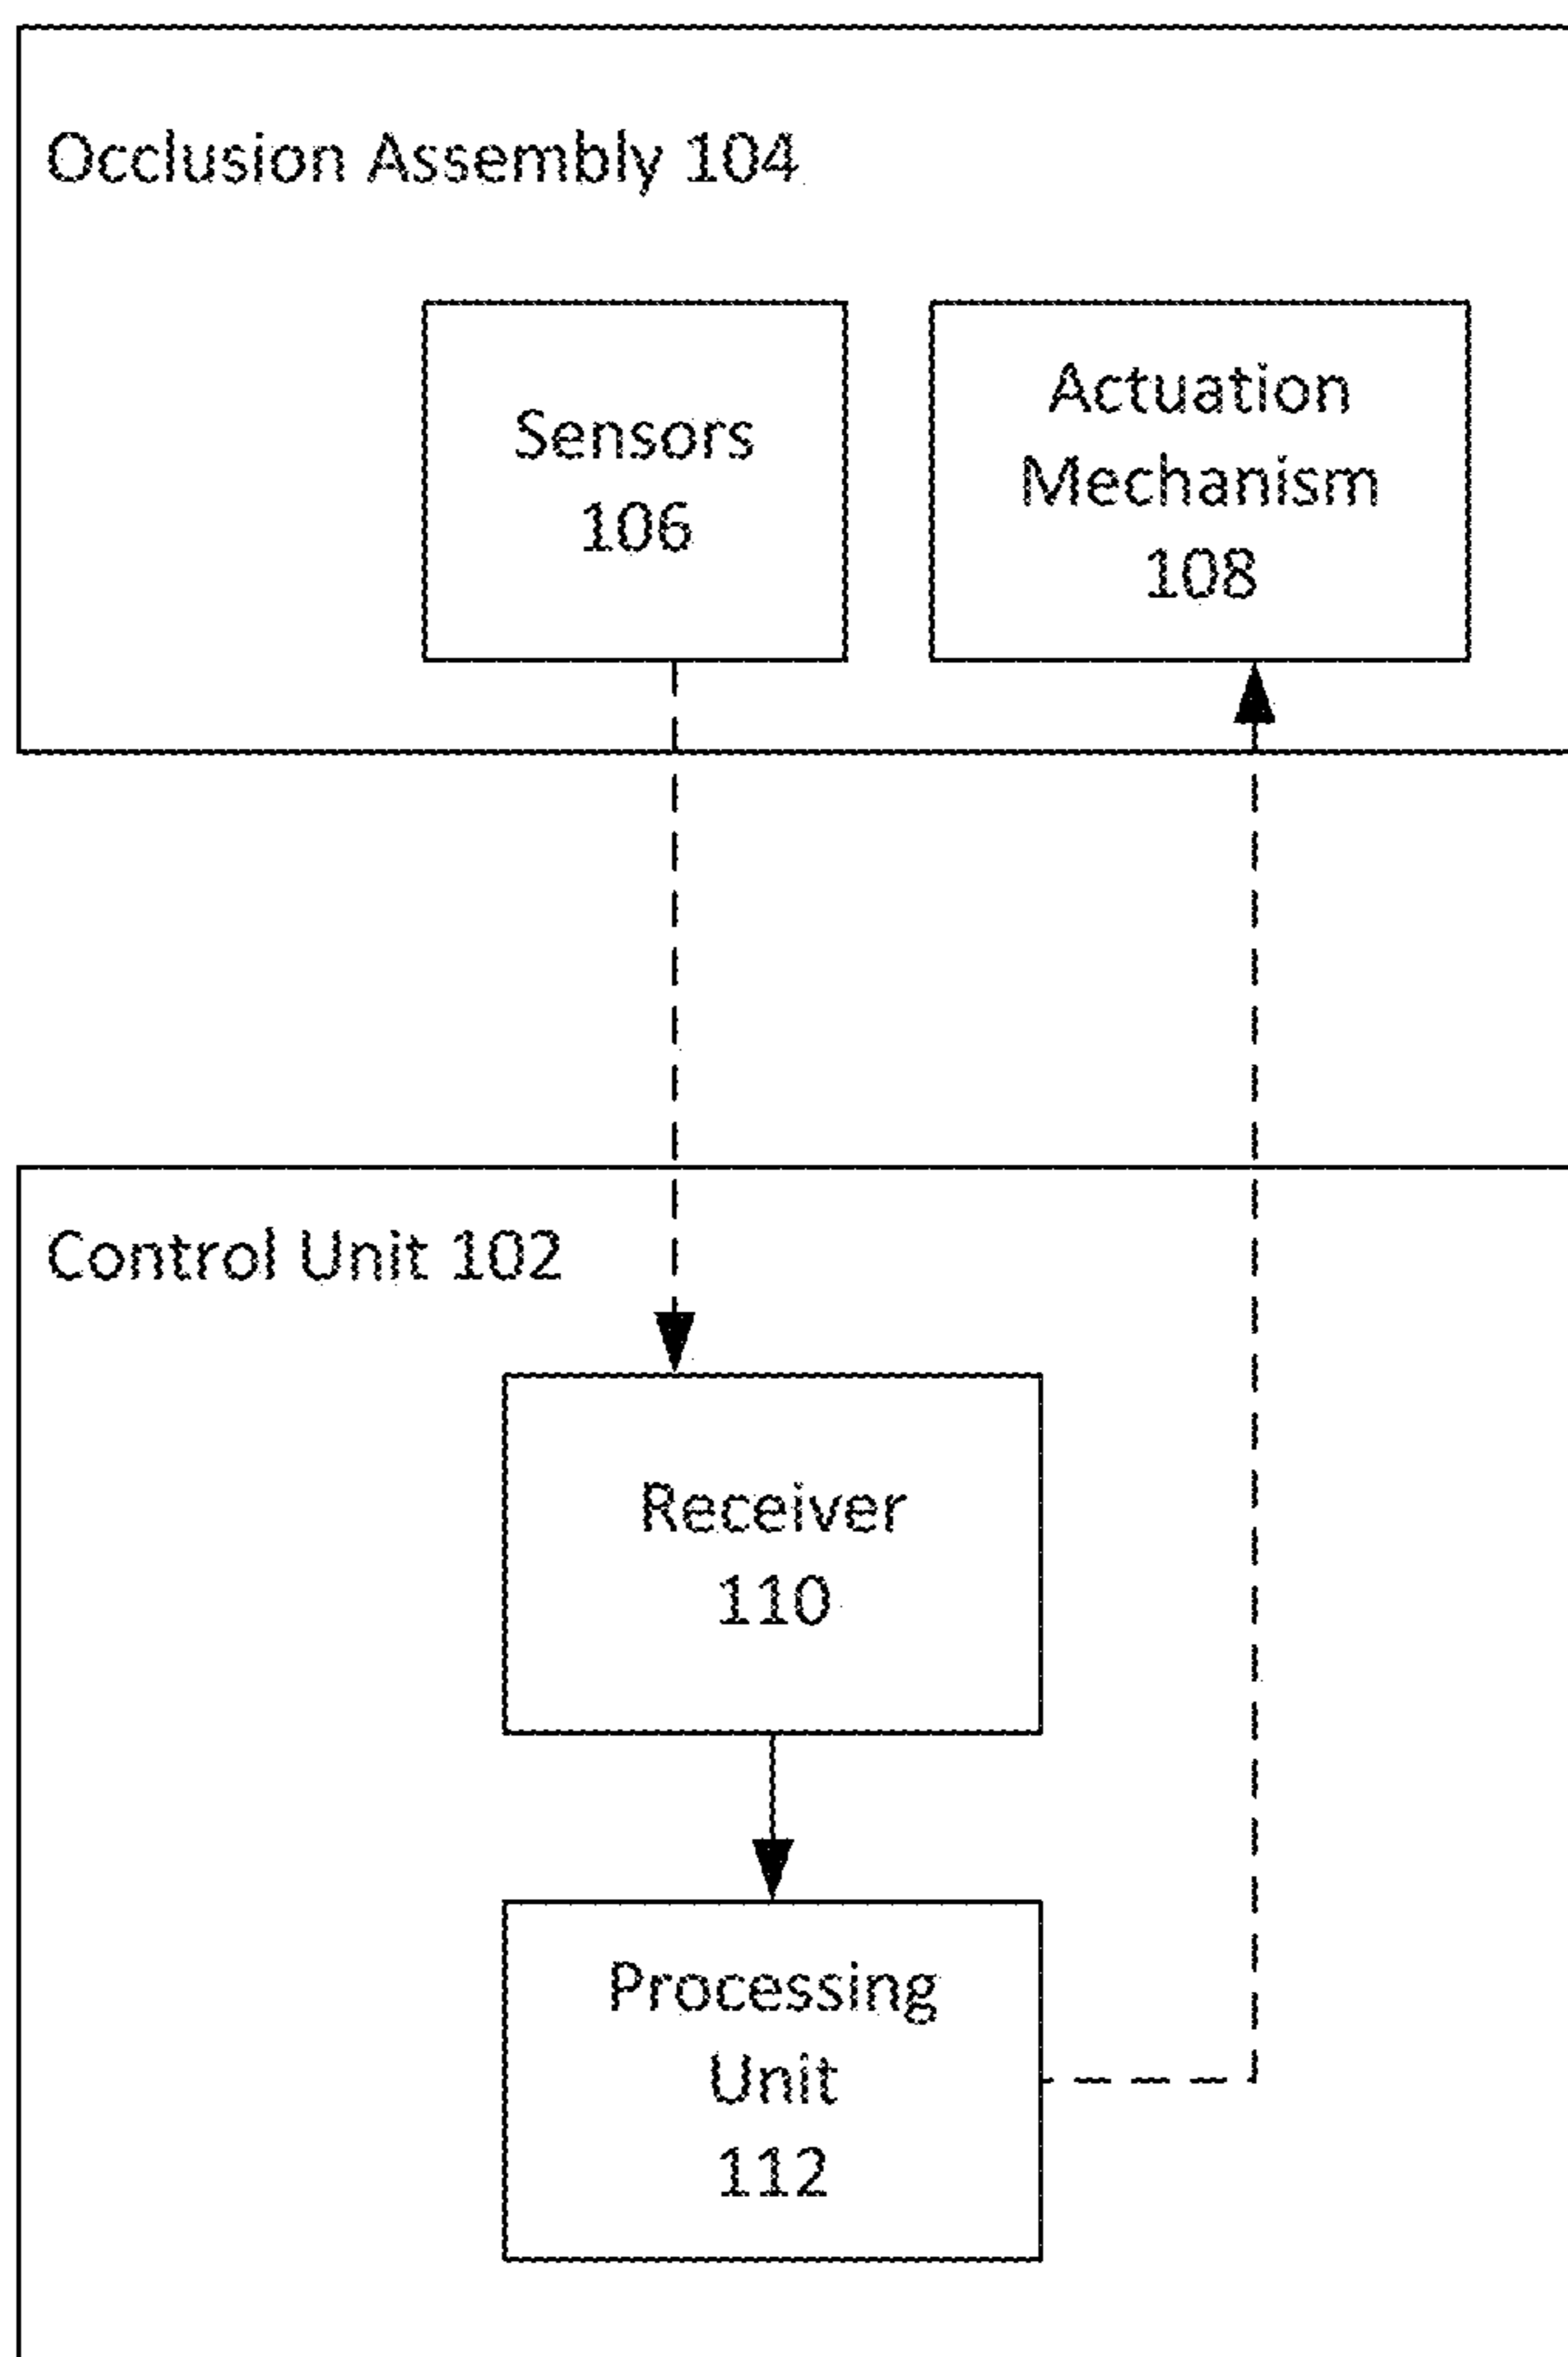 Occlusion Assembly 104
Sensors
106
Actuation
Mechanism
108
Control Unit 102
Receiver
110
Processing
Unit
112